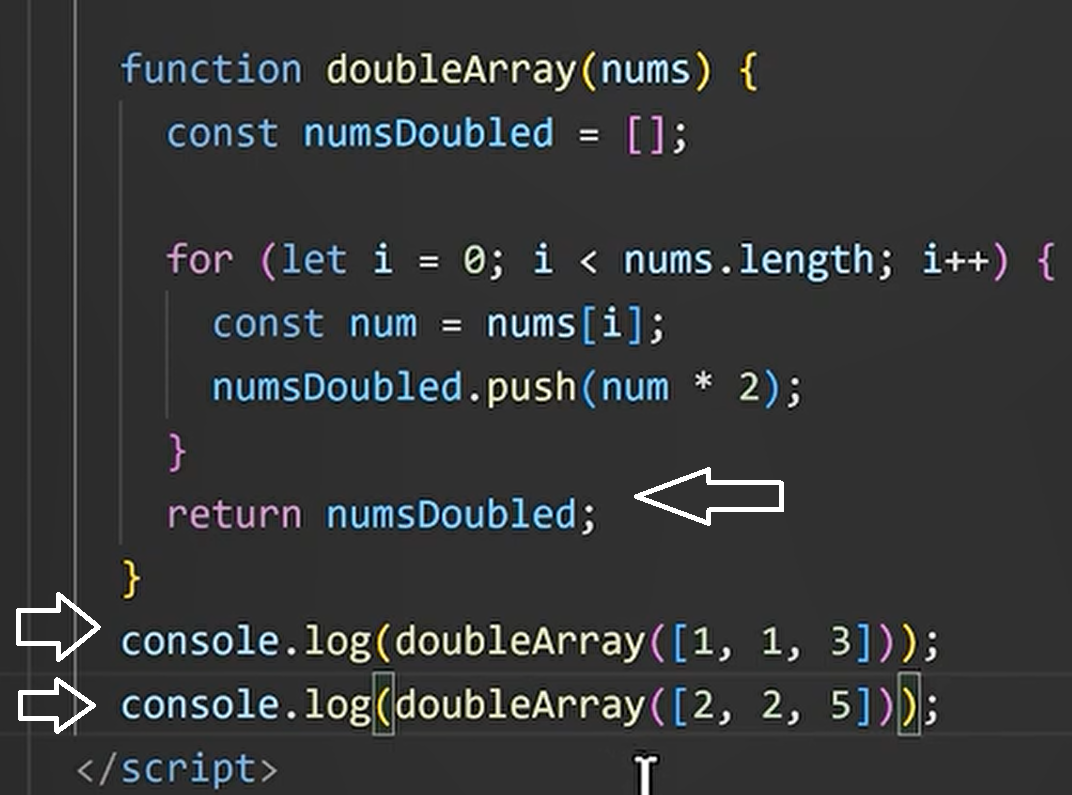 function doubleArray(nums) {
const numsDoubled = [];
for (let i = 0; i < nums.length; i++) {
const num = nums[i];
numsDoubled.push(num * 2);
}
return numsDoubled;
}
console.log(doubleArray([1, 1, 3]));
console.log(doubleArray([2, 2, 5]));
</script>